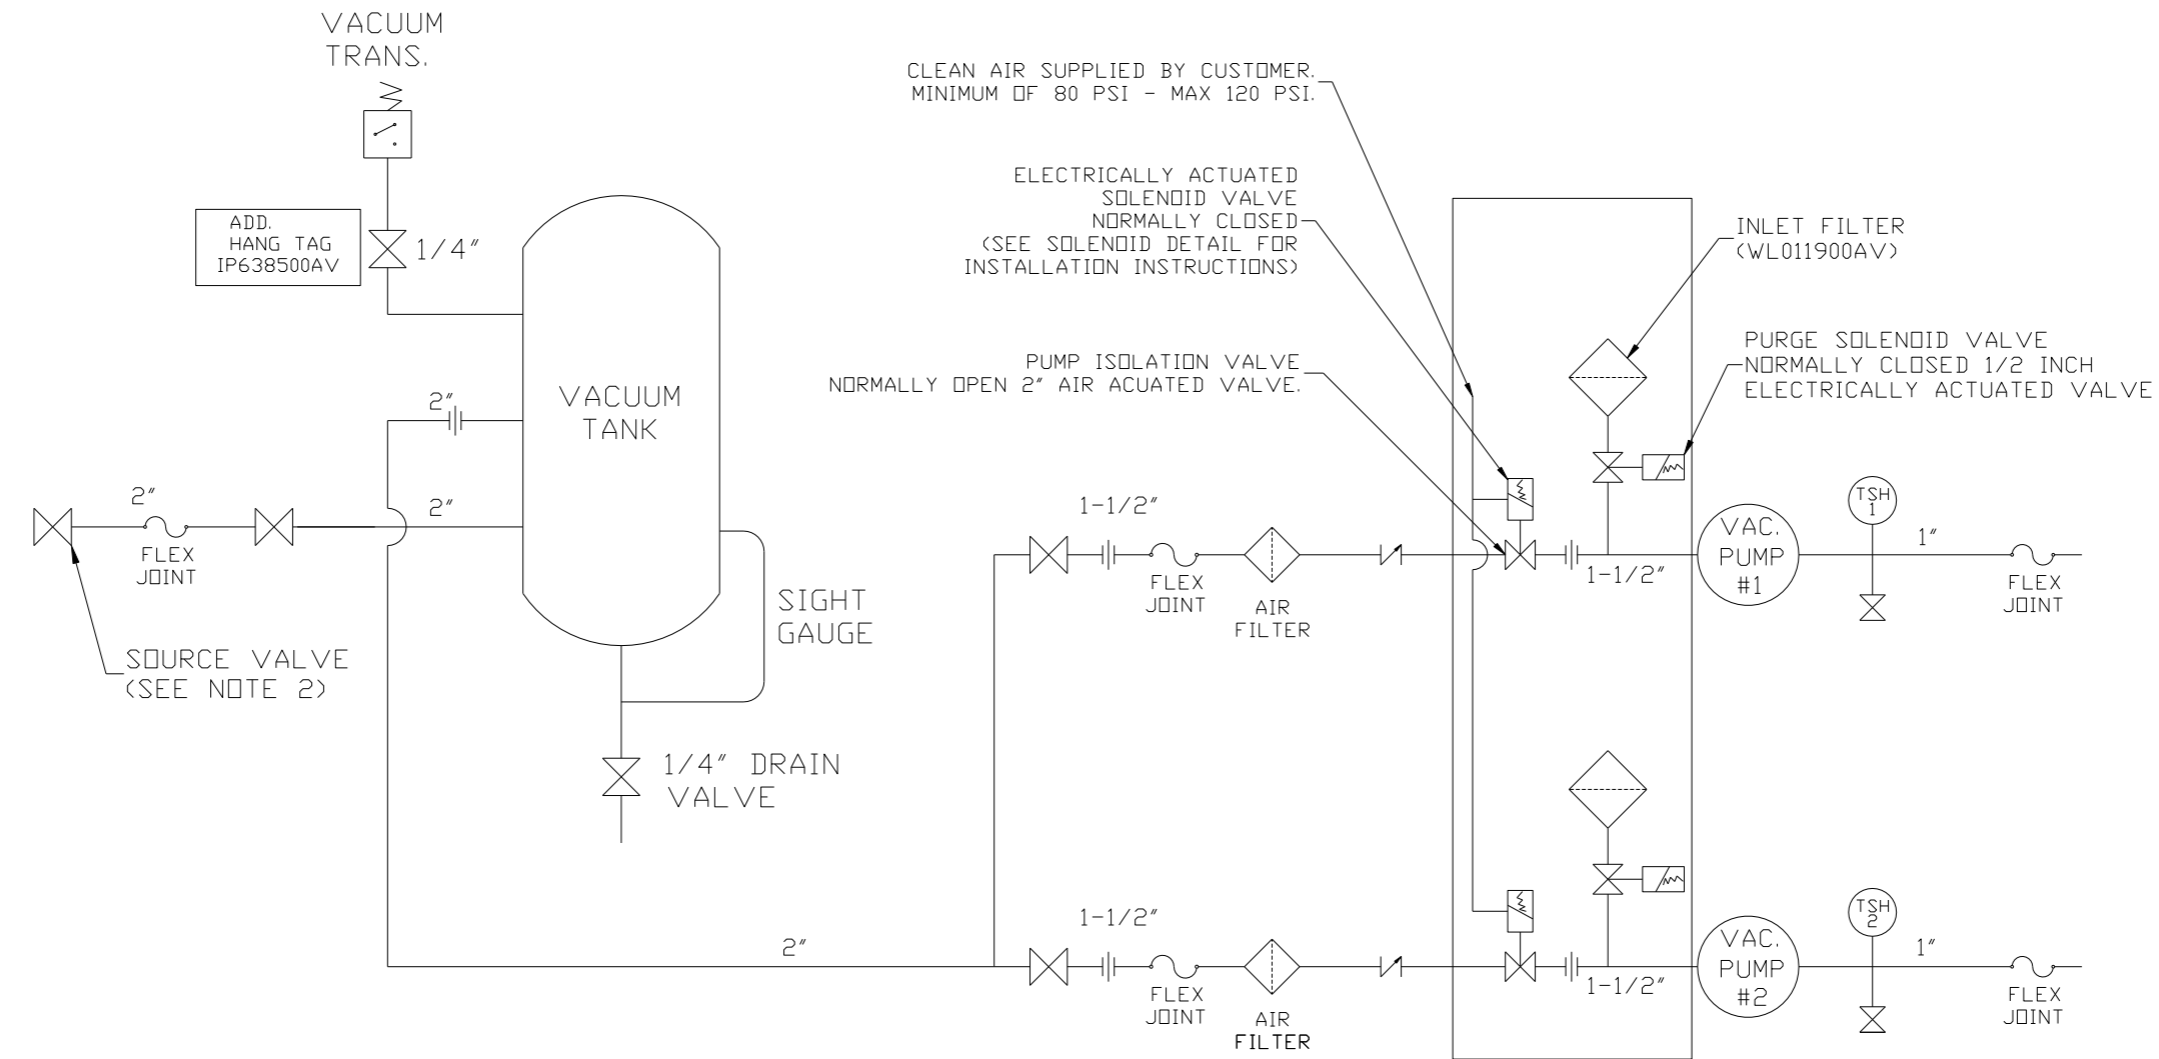 VACUUM
TRANS.
CLEAN AIR SUPPLIED BY CUSTOMER.
MINIMUM OF 80 PSI - MAX 120 PSI.
ELECTRICALLY ACTUATED
SOLENOID VALVE
NORMALLY CLOSED
(SEE SOLENOID DETAIL FOR
INSTALLATION INSTRUCTIONS)
ADD.
HANG TAG
IP638500AV
1/4"
INLET FILTER
(WL011900AV)
PURGE SOLENOID VALVE
NORMALLY CLOSED 1/2 INCH
ELECTRICALLY ACTUATED VALVE
PUMP ISOLATION VALVE
NORMALLY OPEN 2" AIR ACUATED VALVE.
VACUUM
TANK
2"
2"
2"
FLEX
JOINT
SOURCE VALVE
(SEE NOTE 2)
SIGHT
GAUGE
1/4" DRAIN
VALVE
1-1/2"
FLEX
JOINT
AIR
FILTER
1-1/2"
VAC.
PUMP
#1
TSH
1
1"
FLEX
JOINT
2"
1-1/2"
FLEX
JOINT
AIR
FILTER
1-1/2"
VAC.
PUMP
#2
TSH
2
1"
FLEX
JOINT